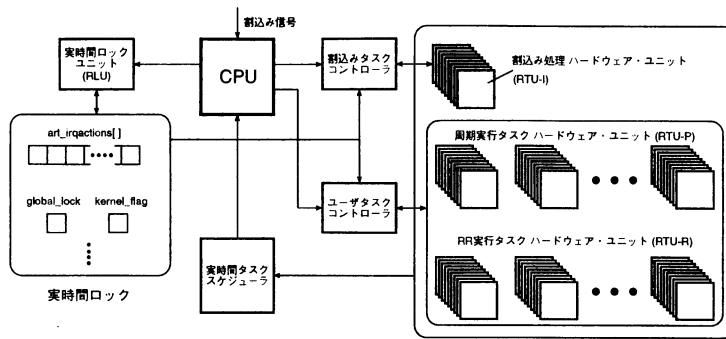 割込み信号
実時間ロック
ユニット
(RLU)
CPU
割込みタスク
コントローラ
割込み処理 ハードウェア・ユニット
(RTU-I)
art_irqactions[ ]
周期実行タスク ハードウェア・ユニット (RTU-P)
global_lock
kernel_flag
ユーザタスク
コントローラ
RR実行タスク ハードウェア・ユニット (RTU-R)
実時間タスク
スケジューラ
実時間ロック